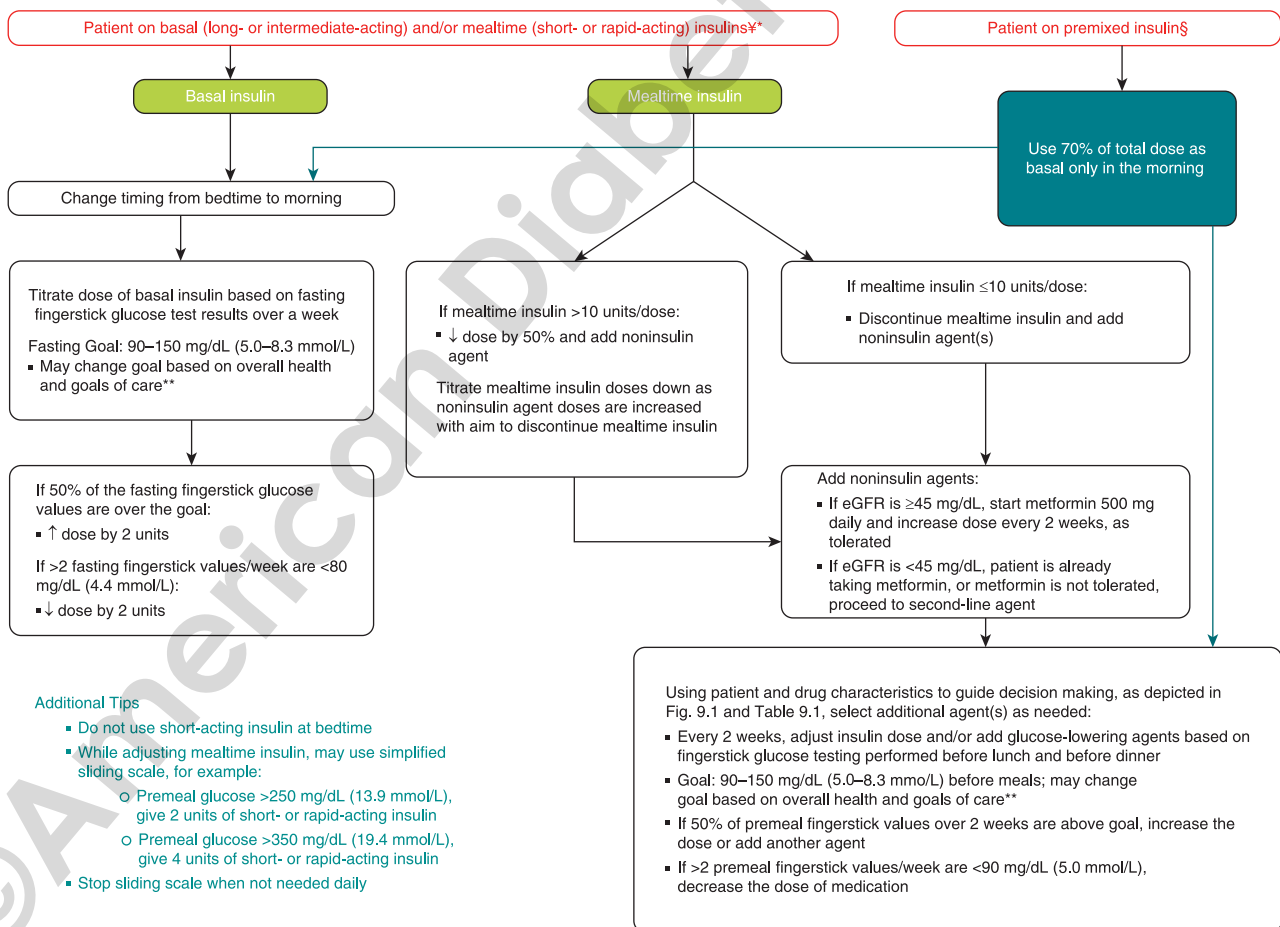 Patient on basal (long- or intermediate-acting) and/or mealtime (short- or rapid-acting) insulins¥*
Patient on premixed insulin§
Basal insulin
Mealtime insulin
Use 70% of total dose as
basal only in the morning
Change timing from bedtime to morning
Titrate dose of basal insulin based on fasting
fingerstick glucose test results over a week
Fasting Goal: 90–150 mg/dL (5.0–8.3 mmol/L)
▪ May change goal based on overall health
and goals of care**
If 50% of the fasting fingerstick glucose
values are over the goal:
▪ ↑ dose by 2 units
If >2 fasting fingerstick values/week are <80
mg/dL (4.4 mmol/L):
▪ ↓ dose by 2 units
If mealtime insulin >10 units/dose:
▪ ↓ dose by 50% and add noninsulin
agent
Titrate mealtime insulin doses down as
noninsulin agent doses are increased
with aim to discontinue mealtime insulin
If mealtime insulin ≤10 units/dose:
▪ Discontinue mealtime insulin and add
noninsulin agent(s)
Add noninsulin agents:
▪ If eGFR is ≥45 mg/dL, start metformin 500 mg
daily and increase dose every 2 weeks, as
tolerated
▪ If eGFR is <45 mg/dL, patient is already
taking metformin, or metformin is not tolerated,
proceed to second-line agent
Using patient and drug characteristics to guide decision making, as depicted in
Fig. 9.1 and Table 9.1, select additional agent(s) as needed:
▪ Every 2 weeks, adjust insulin dose and/or add glucose-lowering agents based on
fingerstick glucose testing performed before lunch and before dinner
▪ Goal: 90–150 mg/dL (5.0–8.3 mmo/L) before meals; may change
goal based on overall health and goals of care**
▪ If 50% of premeal fingerstick values over 2 weeks are above goal, increase the
dose or add another agent
▪ If >2 premeal fingerstick values/week are <90 mg/dL (5.0 mmol/L),
decrease the dose of medication
Additional Tips
▪ Do not use short-acting insulin at bedtime
▪ While adjusting mealtime insulin, may use simplified
sliding scale, for example:
○ Premeal glucose >250 mg/dL (13.9 mmol/L),
give 2 units of short- or rapid-acting insulin
○ Premeal glucose >350 mg/dL (19.4 mmol/L),
give 4 units of short- or rapid-acting insulin
▪ Stop sliding scale when not needed daily
©American Diabe